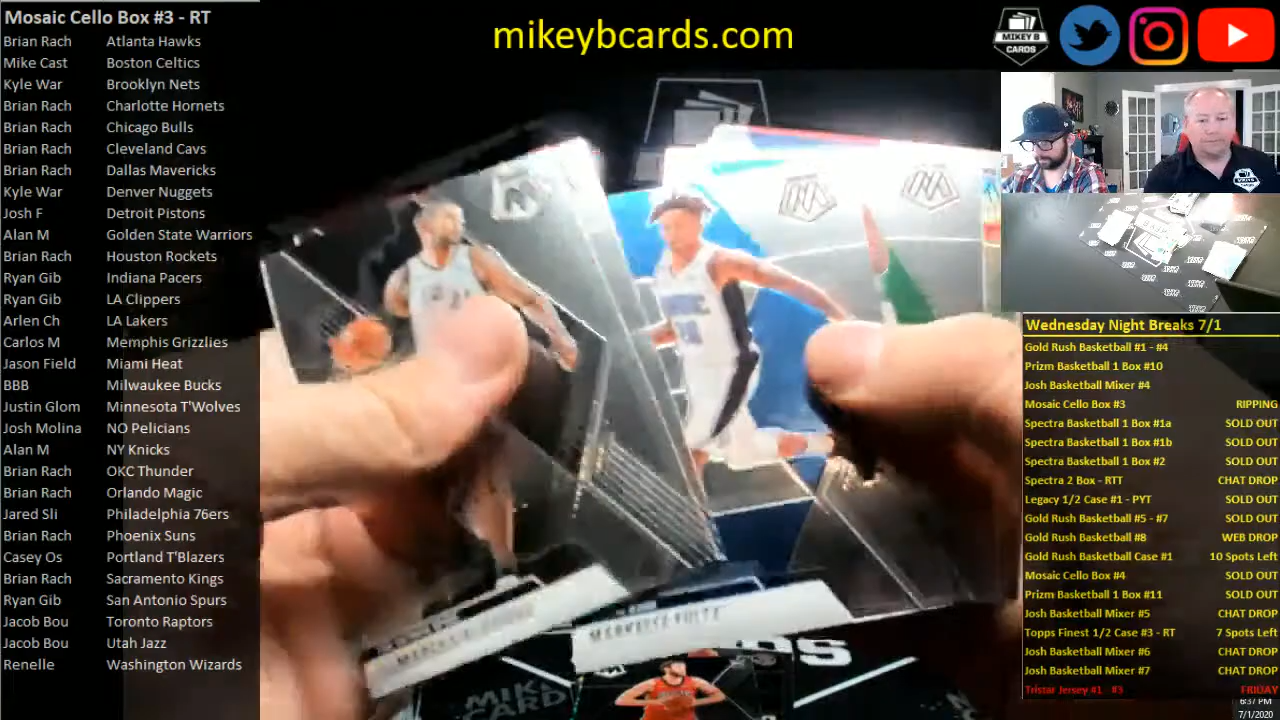 Mosaic Cello Box #3 - RT
Brian Rach Atlanta Hawks
Mike Cast Boston Celtics
Kyle War Brooklyn Nets
Brian Rach Charlotte Hornets
Brian Rach Chicago Bulls
Brian Rach Cleveland Cavs
Brian Rach Dallas Mavericks
Kyle War Denver Nuggets
Josh F Detroit Pistons
Alan M Golden State Warriors
Brian Rach Houston Rockets
Ryan Gib Indiana Pacers
Ryan Gib LA Clippers
Arlen Ch LA Lakers
Carlos M Memphis Grizzlies
Jason Field Miami Heat
BBB Milwaukee Bucks
Justin Glom Minnesota T'Wolves
Josh Molina NO Pelicians
Alan M NY Knicks
Brian Rach OKC Thunder
Brian Rach Orlando Magic
Jared Sli Philadelphia 76ers
Brian Rach Phoenix Suns
Casey Os Portland T'Blazers
Brian Rach Sacramento Kings
Ryan Gib San Antonio Spurs
Jacob Bou Toronto Raptors
Jacob Bou Utah Jazz
Renelle Washington Wizards
mikeybcards.com
MIKEY B
CARDS
Wednesday Night Breaks 7/1
Gold Rush Basketball #1 - #4
Prizm Basketball 1 Box #10
Josh Basketball Mixer #4
Mosaic Cello Box #3 RIPPING
Spectra Basketball 1 Box #1a SOLD OUT
Spectra Basketball 1 Box #1b SOLD OUT
Spectra Basketball 1 Box #2 SOLD OUT
Spectra 2 Box - RTT CHAT DROP
Legacy 1/2 Case #1 - PYT SOLD OUT
Gold Rush Basketball #5 - #7 SOLD OUT
Gold Rush Basketball #8 WEB DROP
Gold Rush Basketball Case #1 10 Spots Left
Mosaic Cello Box #4 SOLD OUT
Prizm Basketball 1 Box #11 SOLD OUT
Josh Basketball Mixer #5 CHAT DROP
Topps Finest 1/2 Case #3 - RT 7 Spots Left
Josh Basketball Mixer #6 CHAT DROP
Josh Basketball Mixer #7 CHAT DROP
Tristar Jersey #1 - #3 FRIDAY
6:37 PM
7/1/2020